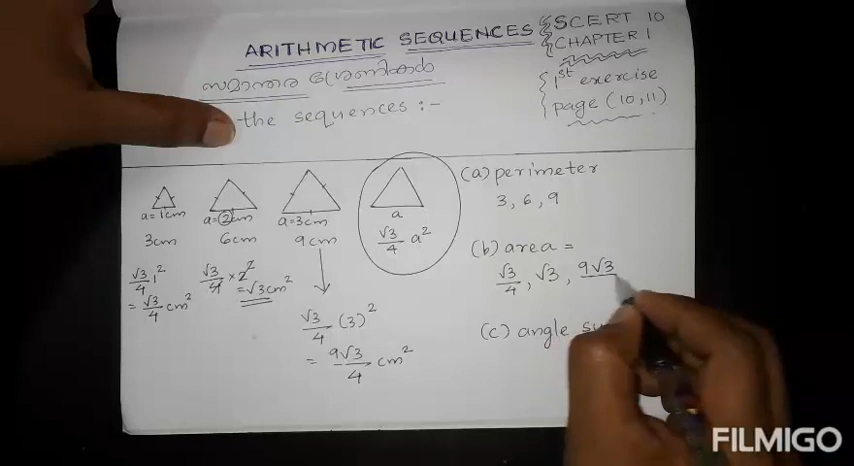 ARITHMETIC SEQUENCES
സമാന്തര ശ്രേണികൾ
SCERT 10
CHAPTER 1
1st exercise
page (10,11)
the sequences :-
a=1cm
a=2cm
a=3cm
a
3cm
6cm
9cm
√3/4 a²
√3/4 1²
= √3/4 cm²
√3/4 × 2²
= √3 cm²
√3/4 (3)²
= 9√3/4 cm²
(a) perimeter
3, 6, 9
(b) area =
√3/4, √3, 9√3
(c) angle
FILMIGO